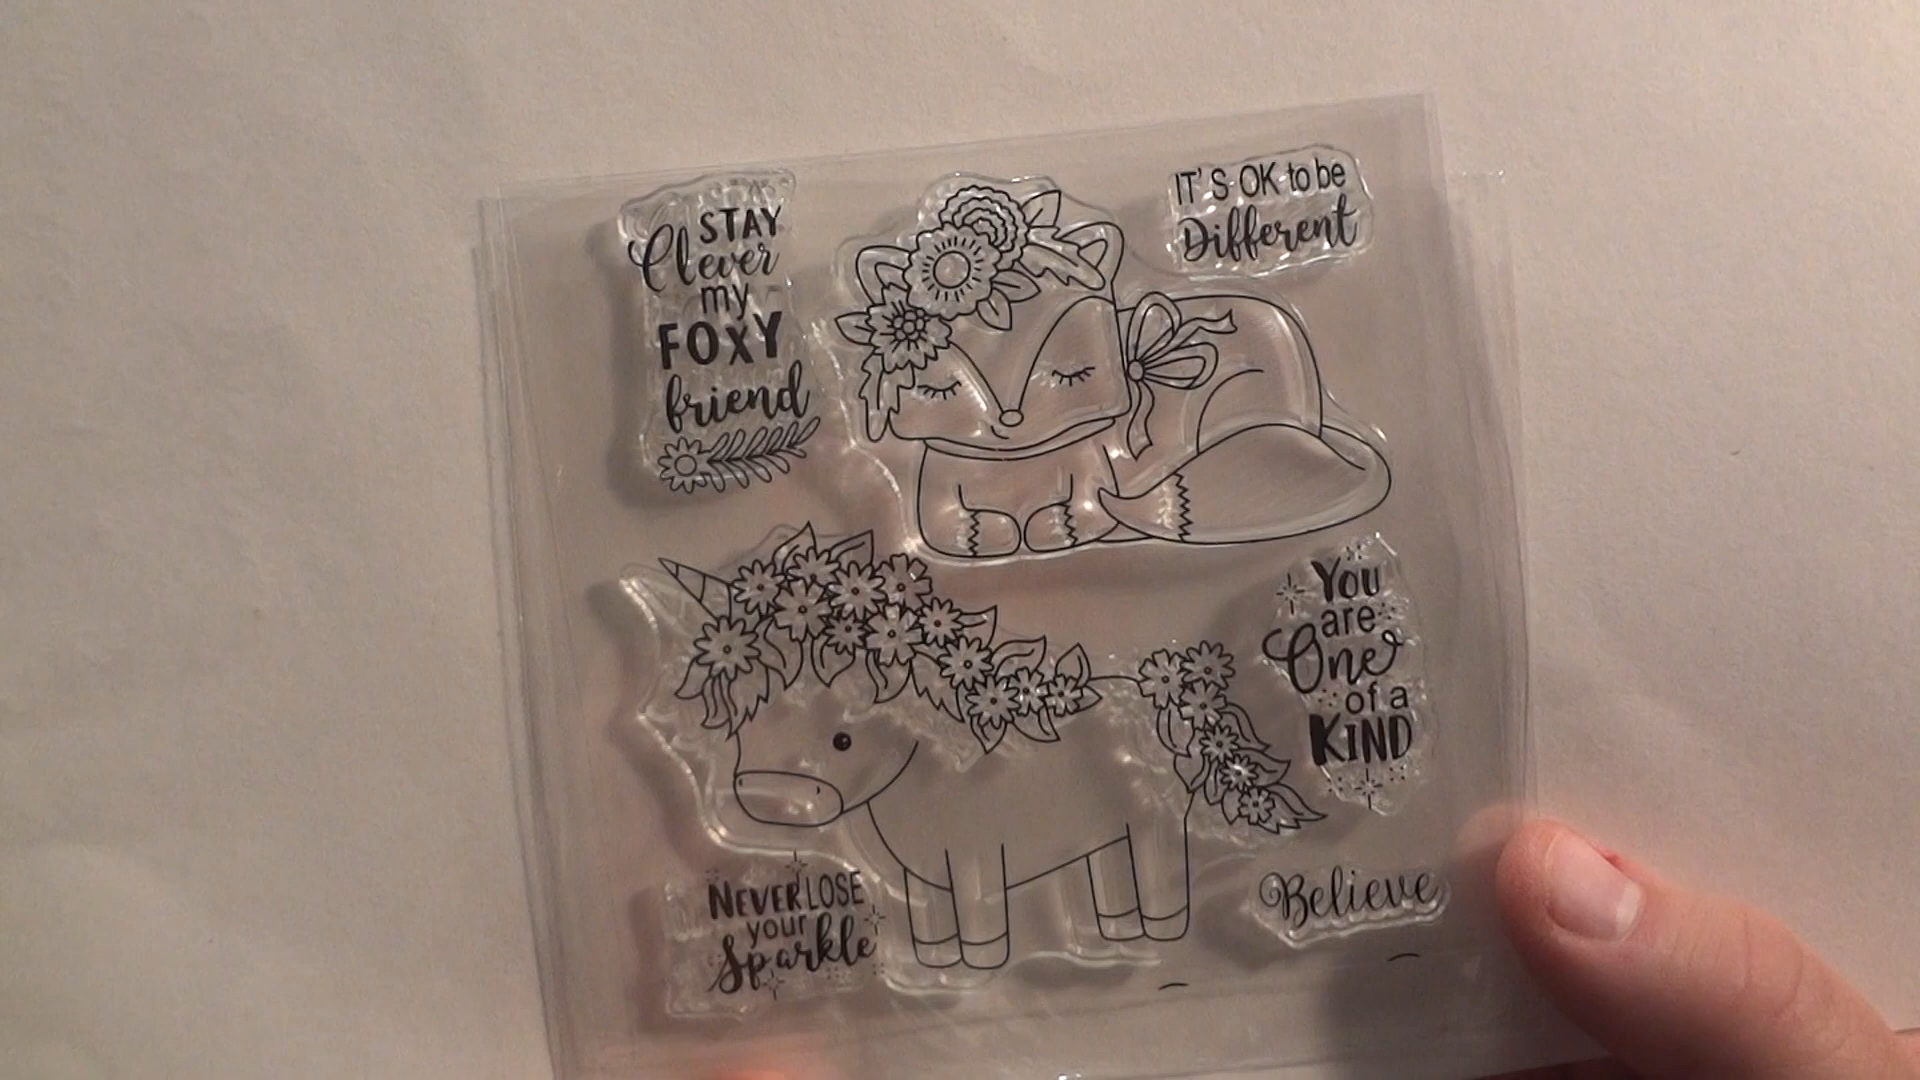 STAY
Clever
my
FOXY
friend
IT'S OK to be
Different
You
are
One
of a
KIND
NEVER LOSE
your
Sparkle
Believe